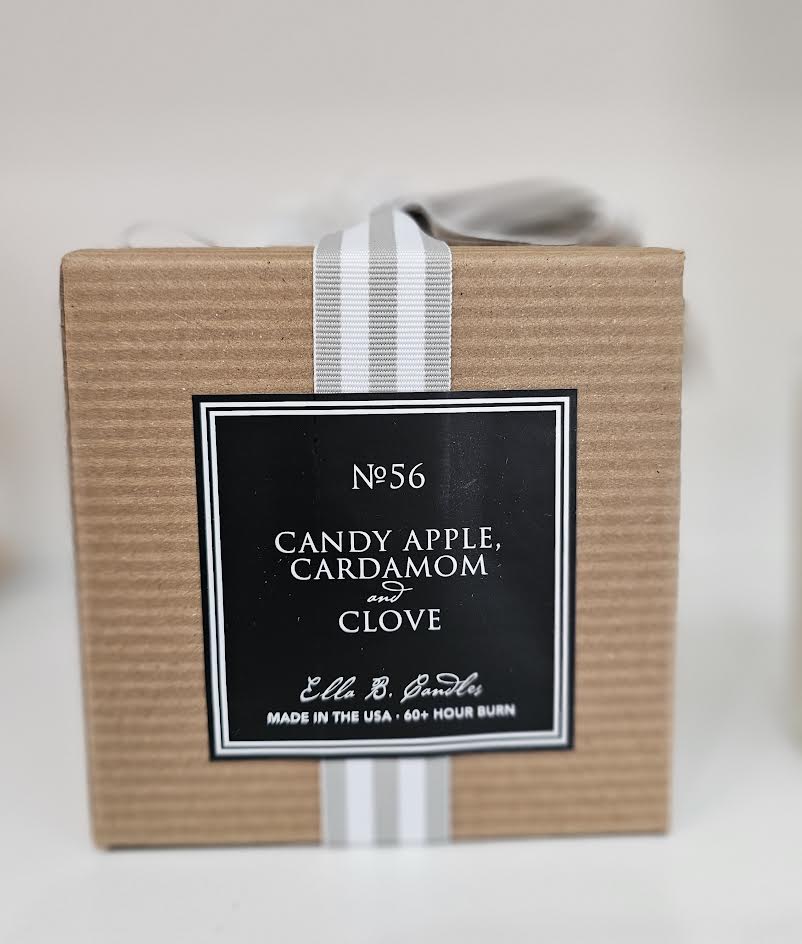 №56
CANDY APPLE,
CARDAMOM
and
CLOVE
Ella B. Candles
MADE IN THE USA · 60+ HOUR BURN